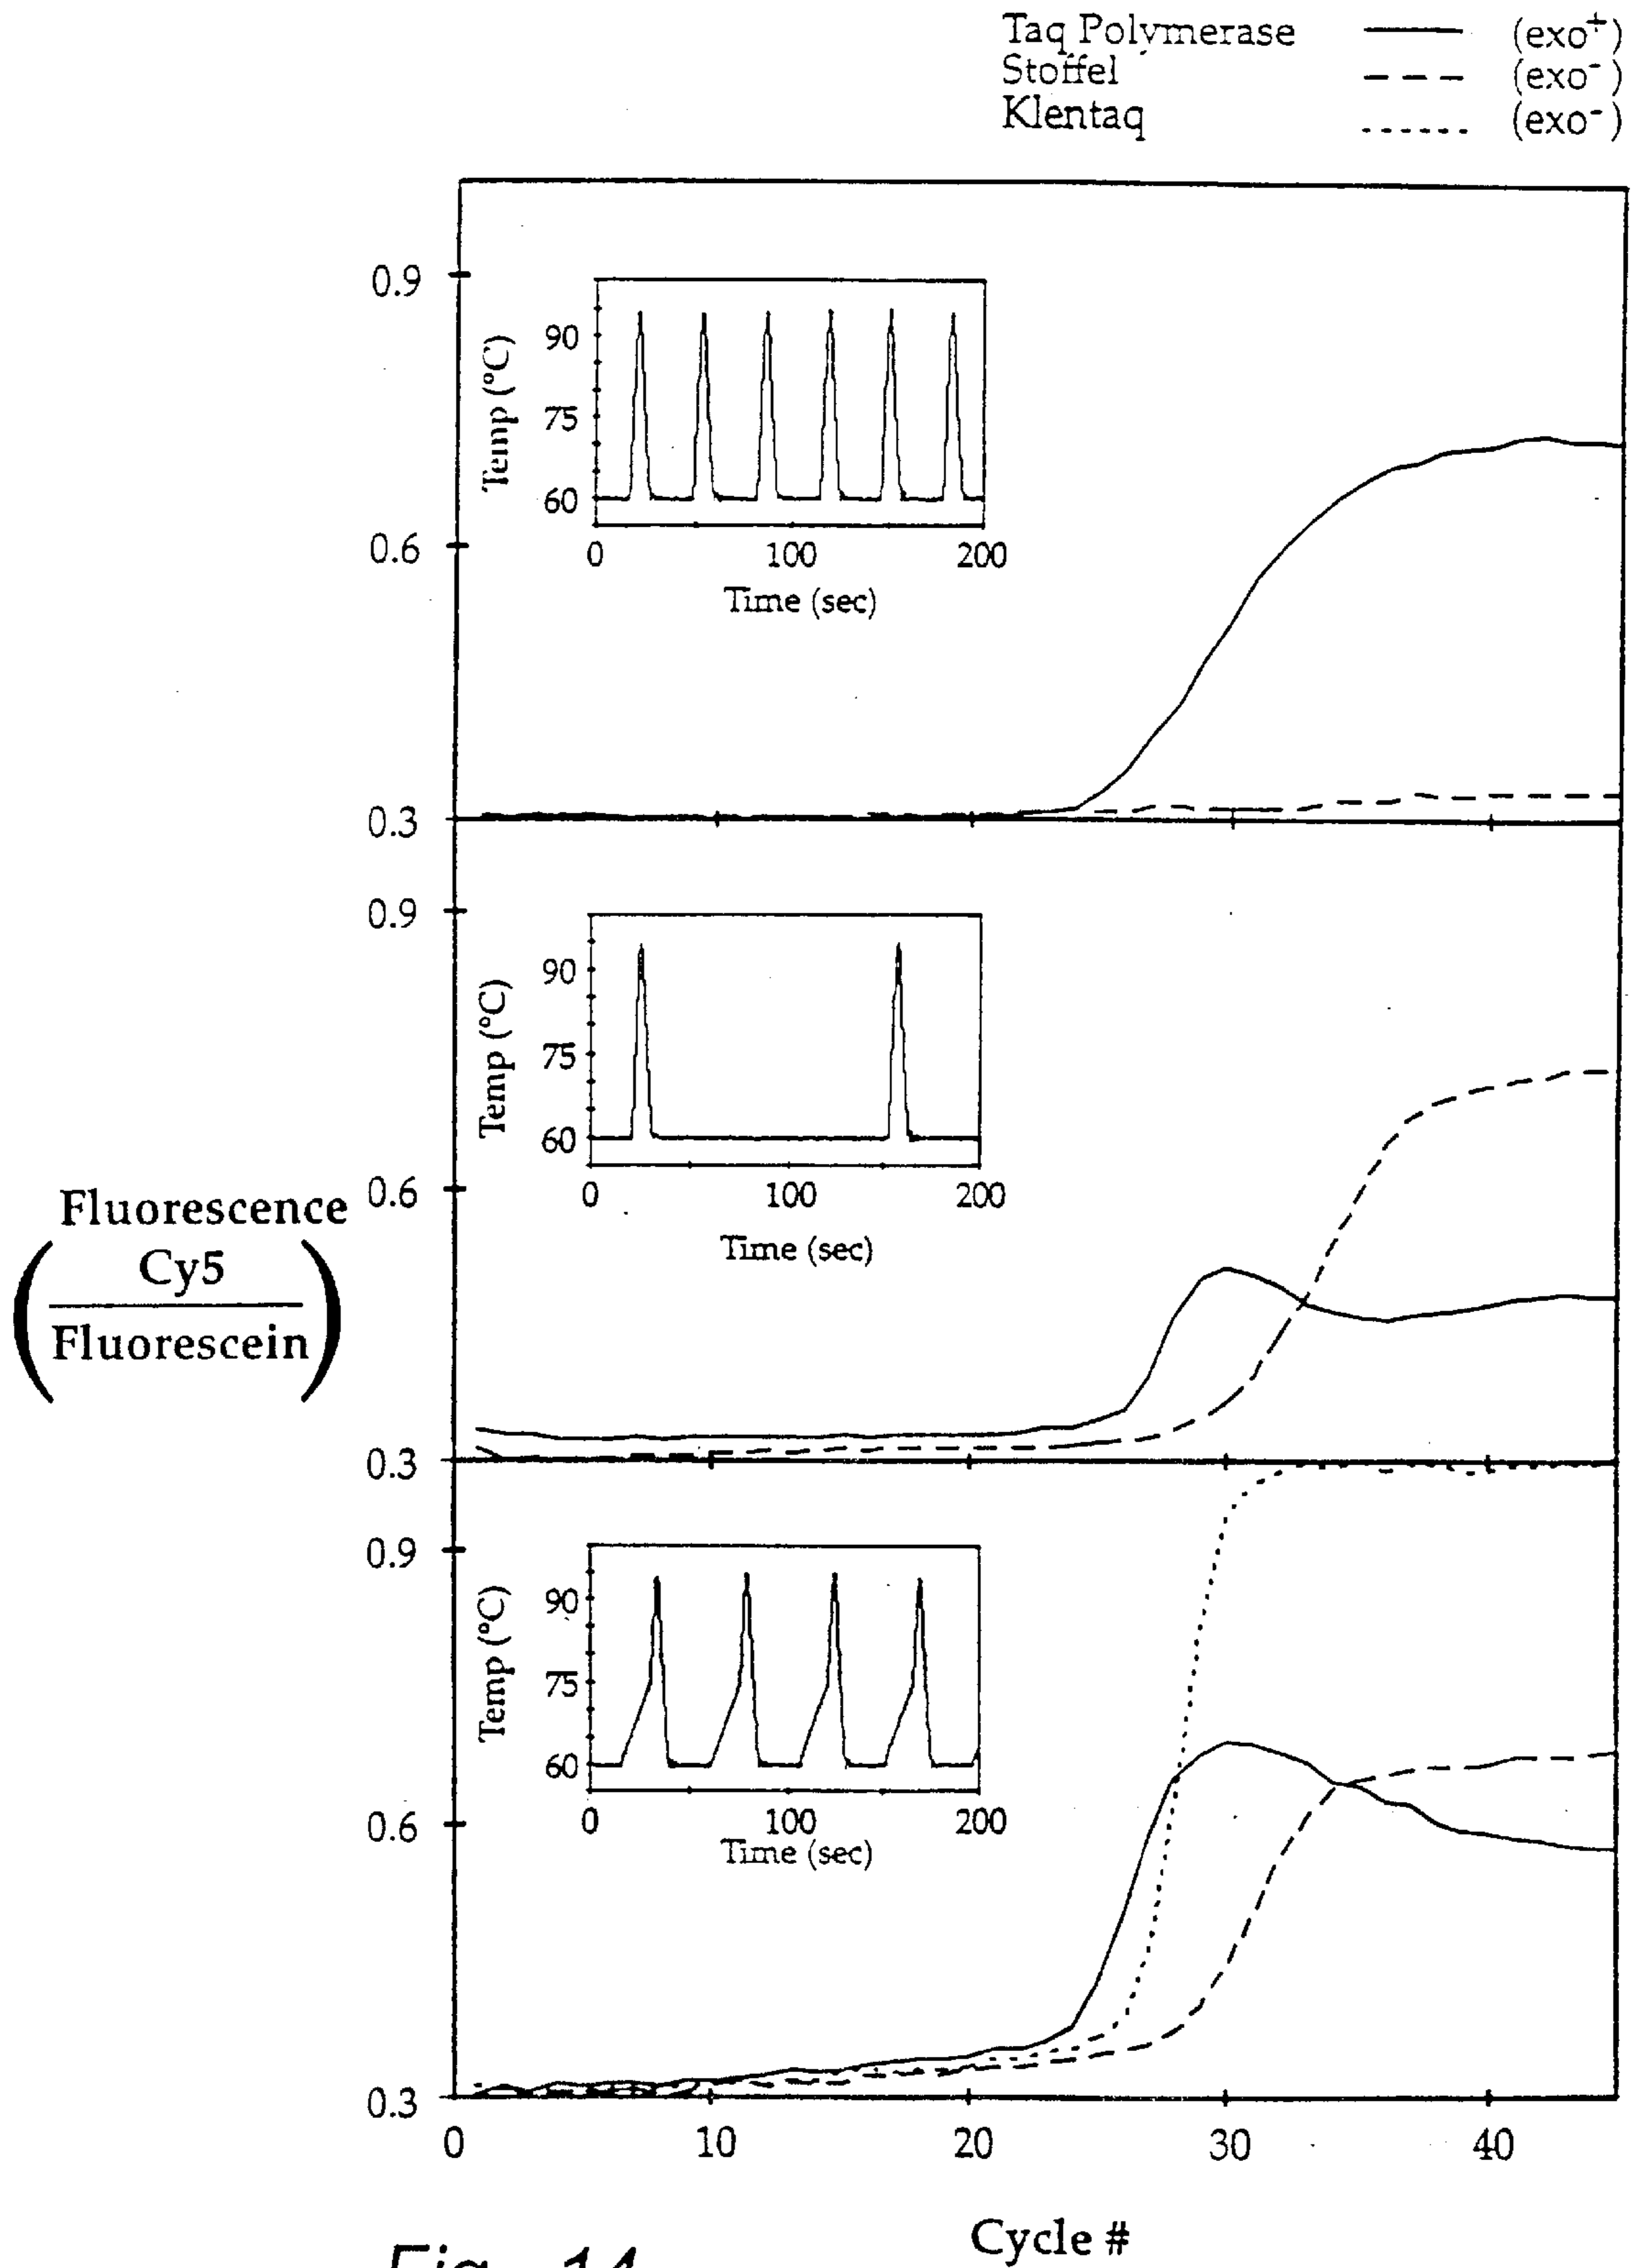 Taq Polymerase (exo+)
Stoffel (exo-)
Klentaq (exo-)
0.9
0.6
0.3
Temp (°C)
90
75
60
0 100 200
Time (sec)
0.9
0.6
0.3
Temp (°C)
90
75
60
0 100 200
Time (sec)
Fluorescence
(Cy5
Fluorescein)
0.9
0.6
0.3
Temp (°C)
90
75
60
0 100 200
Time (sec)
0 10 20 30 40
Cycle #
Fig. 14